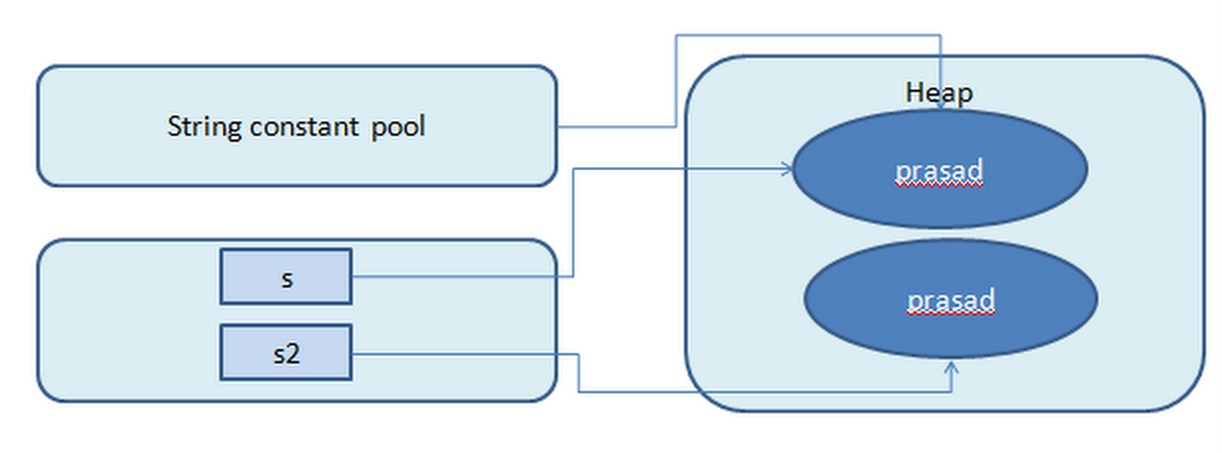 String constant pool
Heap
prasad
s
prasad
s2